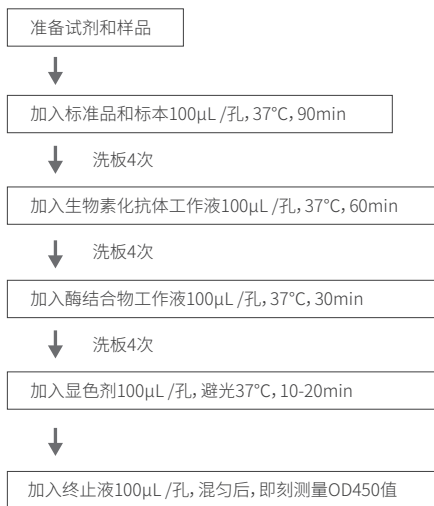 准备试剂和样品
加入标准品和标本100μL /孔，37°C，90min
洗板4次
加入生物素化抗体工作液100μL /孔，37°C，60min
洗板4次
加入酶结合物工作液100μL /孔，37°C，30min
洗板4次
加入显色剂100μL /孔，避光37°C，10-20min
加入终止液100μL /孔，混匀后，即刻测量OD450值